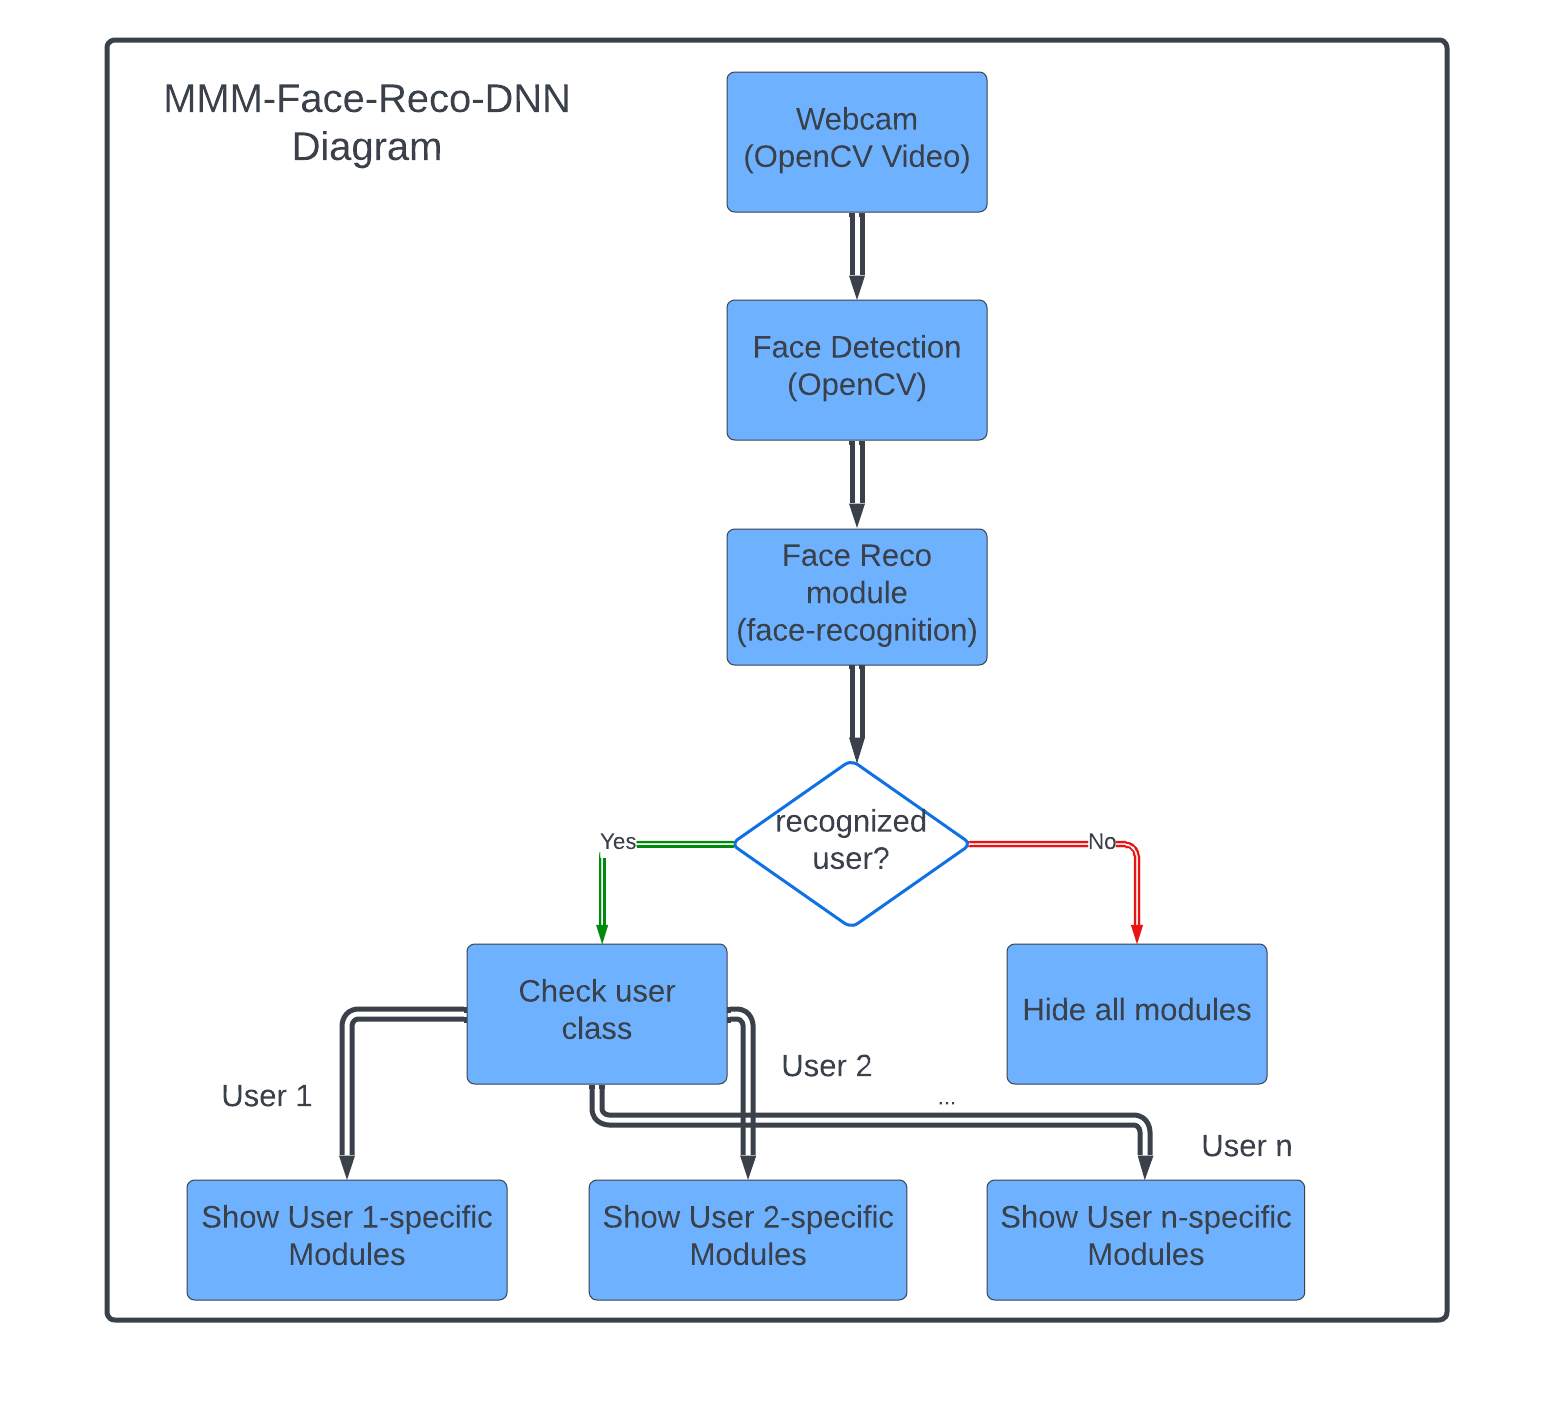 MMM-Face-Reco-DNN
Diagram
Webcam
(OpenCV Video)
Face Detection
(OpenCV)
Face Reco
module
(face-recognition)
recognized
user?
Yes
No
Check user
class
Hide all modules
User 1
User 2
...
User n
Show User 1-specific
Modules
Show User 2-specific
Modules
Show User n-specific
Modules